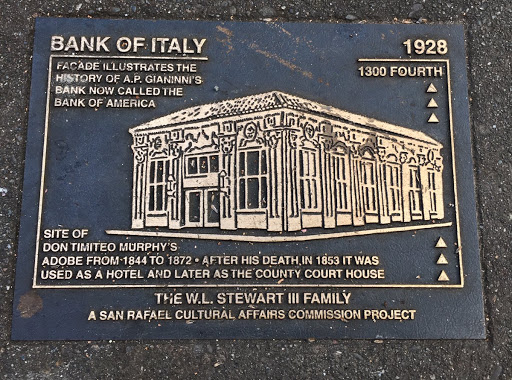 BANK OF ITALY
1928
FACADE ILLUSTRATES THE
HISTORY OF A.P. GIANINNI'S
BANK NOW CALLED THE
BANK OF AMERICA
1300 FOURTH
SITE OF
DON TIMITEO MURPHY'S
ADOBE FROM 1844 TO 1872 • AFTER HIS DEATH, IN 1853 IT WAS
USED AS A HOTEL AND LATER AS THE COUNTY COURT HOUSE
THE W.L. STEWART III FAMILY
A SAN RAFAEL CULTURAL AFFAIRS COMMISSION PROJECT